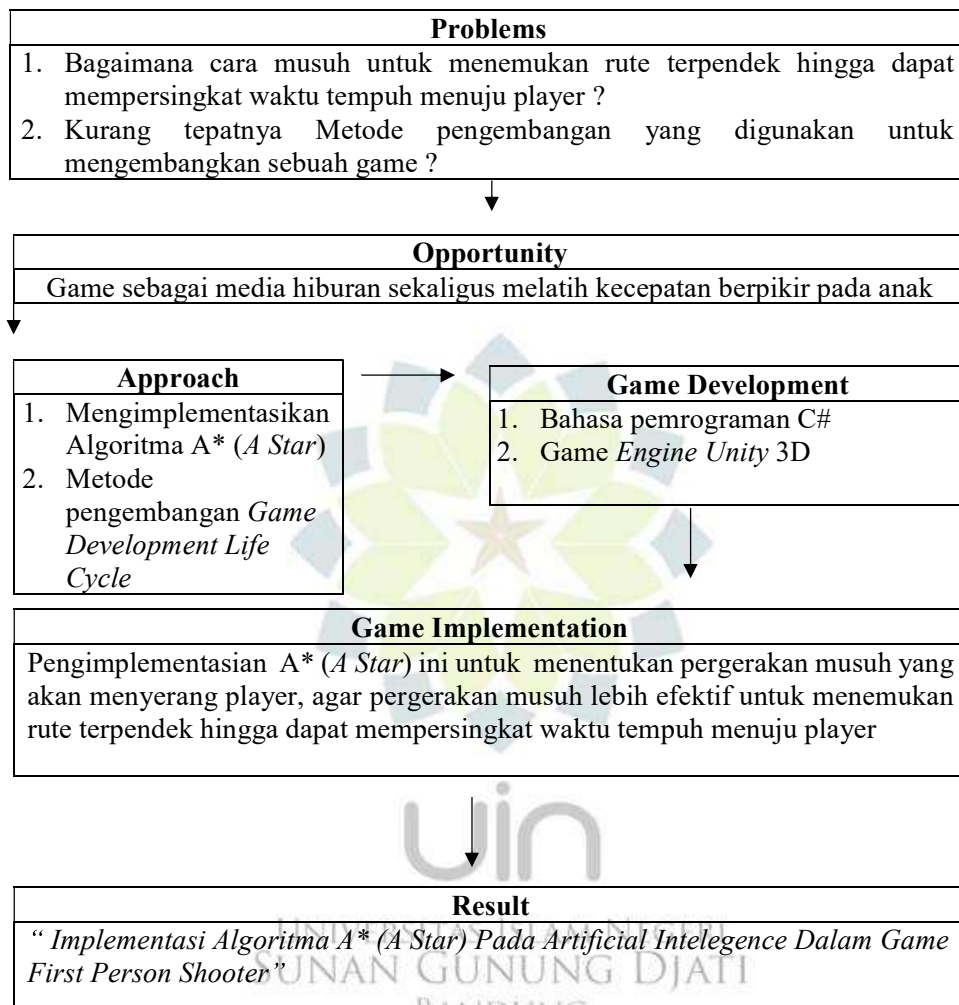 Problems
1. Bagaimana cara musuh untuk menemukan rute terpendek hingga dapat
mempersingkat waktu tempuh menuju player ?
2. Kurang tepatnya Metode pengembangan yang digunakan untuk
mengembangkan sebuah game ?
Opportunity
Game sebagai media hiburan sekaligus melatih kecepatan berpikir pada anak
Approach
1. Mengimplementasikan
Algoritma A* (A Star)
2. Metode
pengembangan Game
Development Life
Cycle
Game Development
1. Bahasa pemrograman C#
2. Game Engine Unity 3D
Game Implementation
Pengimplementasian A* (A Star) ini untuk menentukan pergerakan musuh yang
akan menyerang player, agar pergerakan musuh lebih efektif untuk menemukan
rute terpendek hingga dapat mempersingkat waktu tempuh menuju player
uin
Result
UNIVERSITAS ISLAM NEGERI
“ Implementasi Algoritma A* (A Star) Pada Artificial Intelegence Dalam Game
First Person Shooter”
SUNAN GUNUNG DJATI
BANDUNG